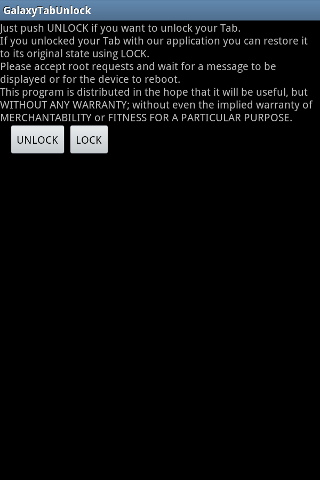 GalaxyTabUnlock
Just push UNLOCK if you want to unlock your Tab.
If you unlocked your Tab with our application you can restore it
to its original state using LOCK.
Please accept root requests and wait for a message to be
displayed or for the device to reboot.
This program is distributed in the hope that it will be useful, but
WITHOUT ANY WARRANTY; without even the implied warranty of
MERCHANTABILITY or FITNESS FOR A PARTICULAR PURPOSE.
UNLOCK LOCK